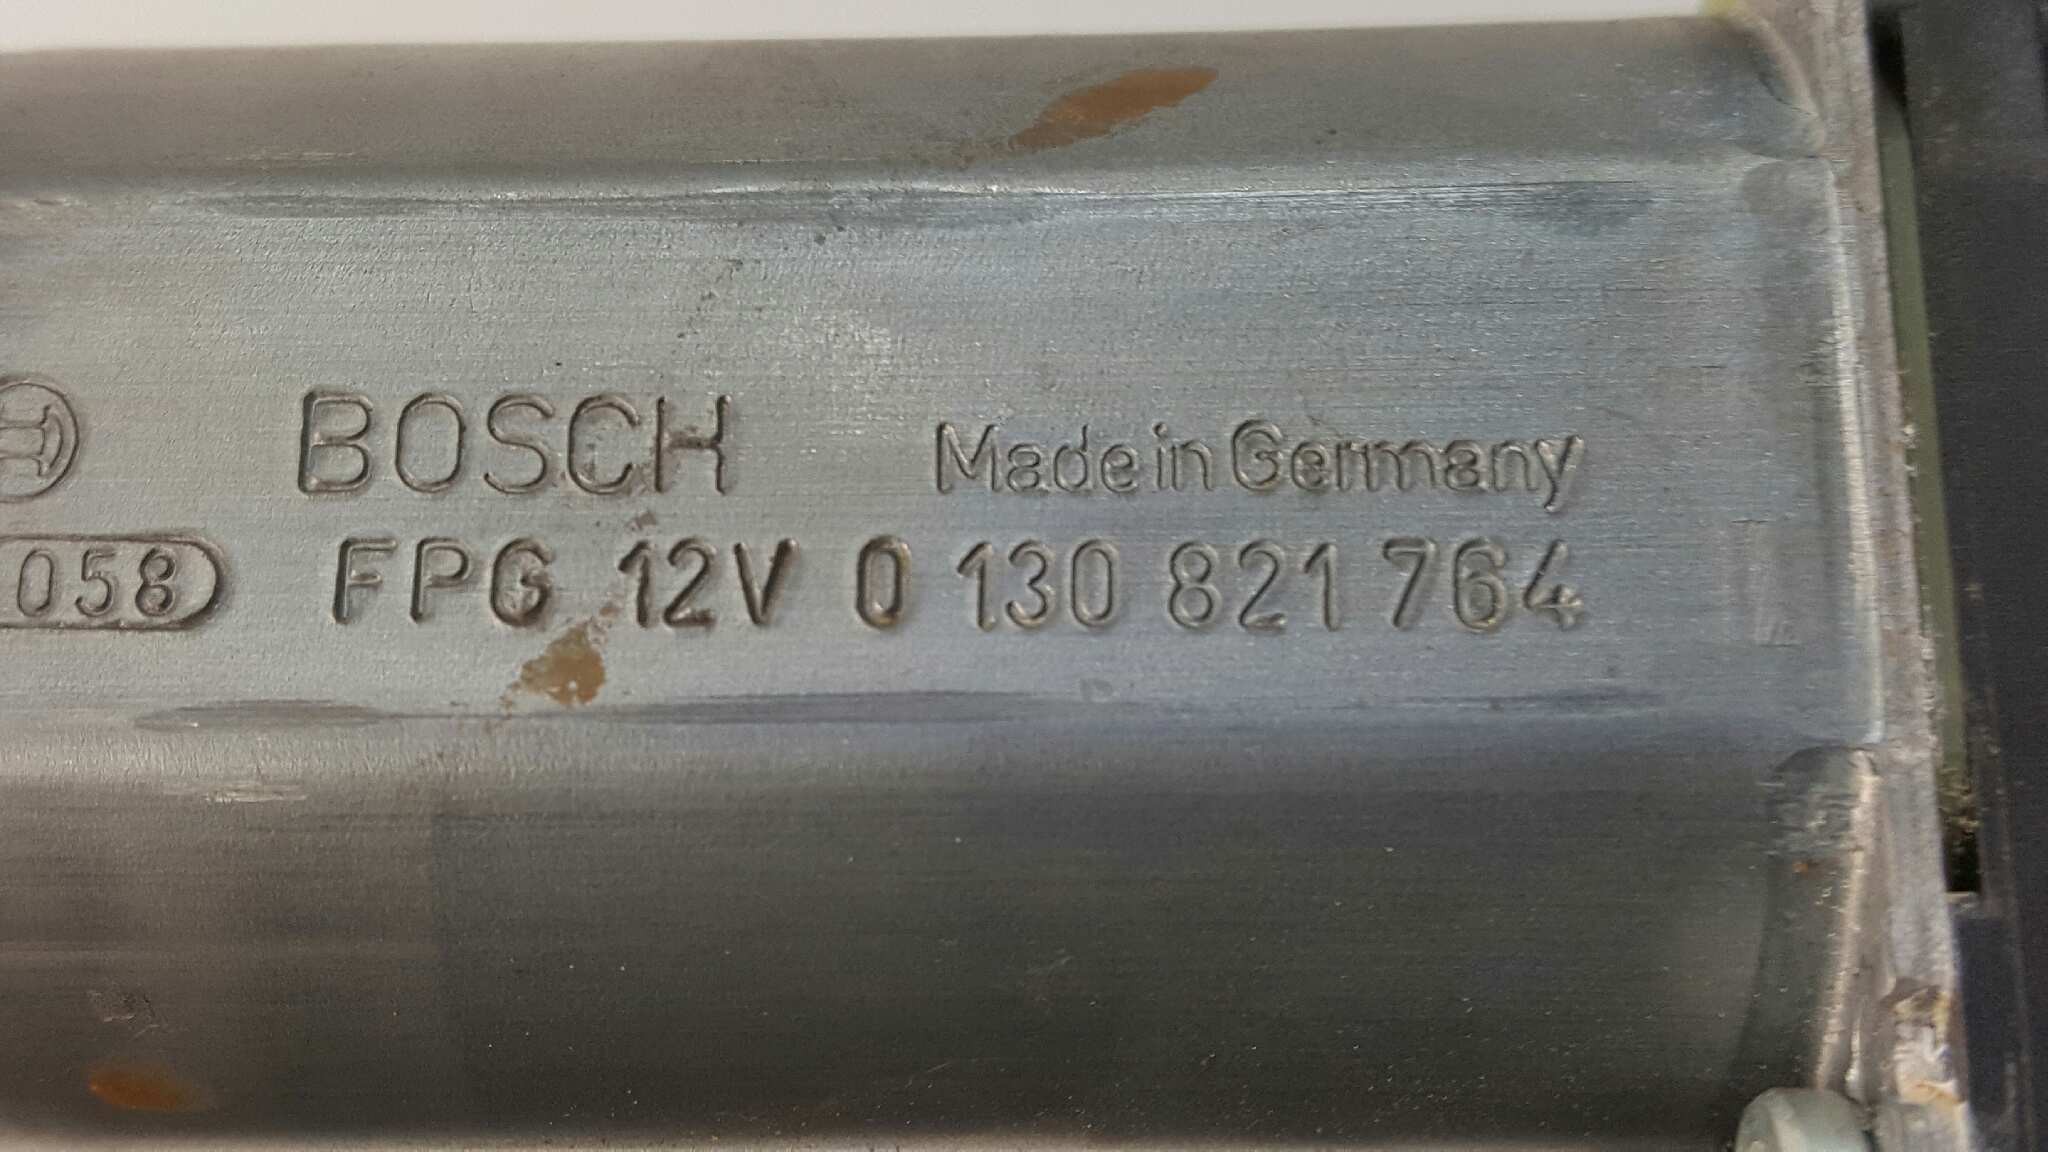 BOSCH Made in Germany
058 FPG 12V 0 130 821 764